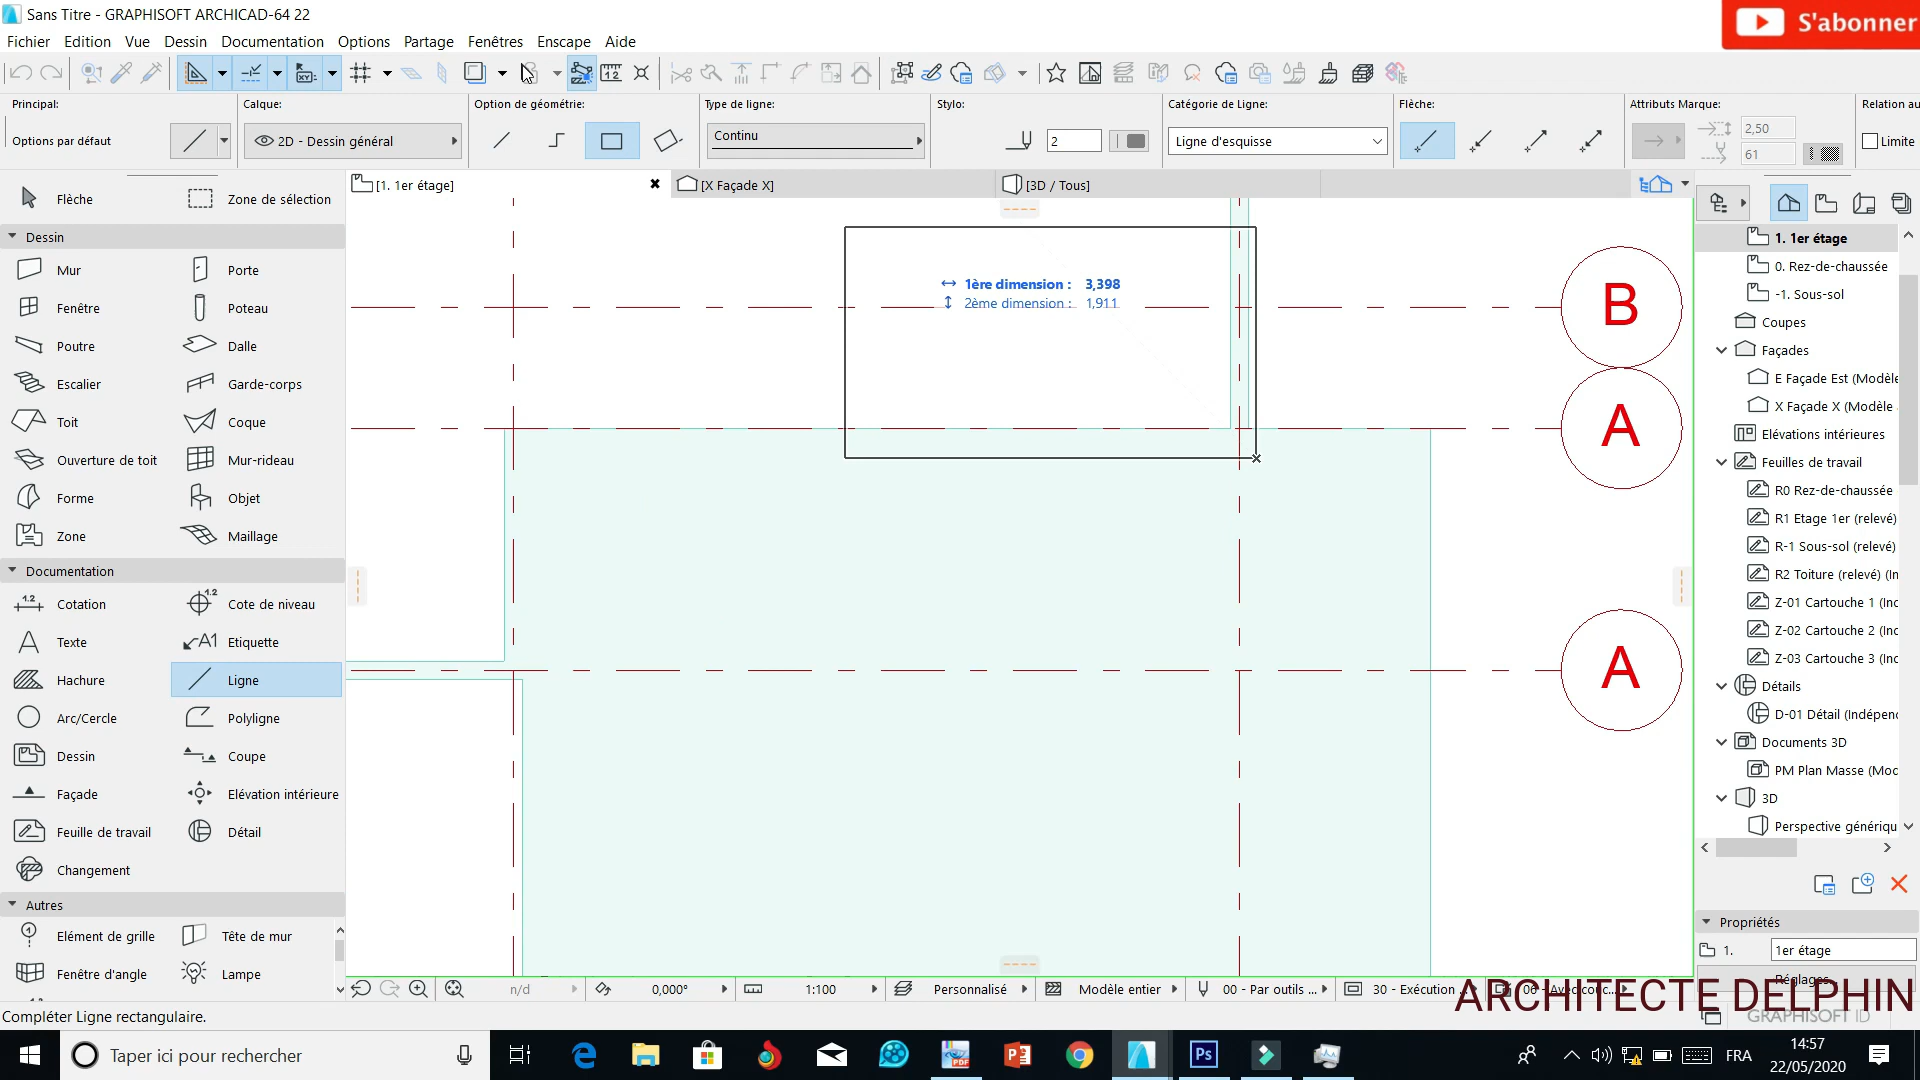 Sans Titre - GRAPHISOFT ARCHICAD-64 22
S'abonner
Fichier Edition Vue Dessin Documentation Options Partage Fenêtres Enscape Aide
Principal: Calque: Option de géométrie: Type de ligne: Stylo: Catégorie de Ligne: Flèche: Attributs Marque: Relation au
Options par défaut 2D - Dessin général Continu 2 Ligne d'esquisse 2,50 Limite
61
[1. 1er étage] [X Façade X] [3D / Tous]
Flèche Zone de sélection
Dessin
Mur Porte
Fenêtre Poteau
Poutre Dalle
Escalier Garde-corps
Toit Coque
Ouverture de toit Mur-rideau
Forme Objet
Zone Maillage
Documentation
Cotation Cote de niveau
Texte Etiquette
Hachure Ligne
Arc/Cercle Polyligne
Dessin Coupe
Façade Elévation intérieure
Feuille de travail Détail
Changement
Autres
Elément de grille Tête de mur
Fenêtre d'angle Lampe
1ère dimension : 3,398
2ème dimension : 1,911
B
A
A
1. 1er étage
0. Rez-de-chaussée
-1. Sous-sol
Coupes
Façades
E Façade Est (Modèle
X Façade X (Modèle
Elévations intérieures
Feuilles de travail
R0 Rez-de-chaussée
R1 Etage 1er (relevé)
R-1 Sous-sol (relevé)
R2 Toiture (relevé) (In
Z-01 Cartouche 1 (Inc
Z-02 Cartouche 2 (Inc
Z-03 Cartouche 3 (Inc
Détails
D-01 Détail (Indépend
Documents 3D
PM Plan Masse (Mod
3D
Perspective génériqu
Propriétés
1. 1er étage
Réglages...
n/d 0,000° 1:100 Personnalisé Modèle entier 00 - Par outils ... 30 - Exécution
ARCHITECTE DELPHIN
Compléter Ligne rectangulaire.
GRAPHISOFT ID
Taper ici pour rechercher
FRA
14:57
22/05/2020